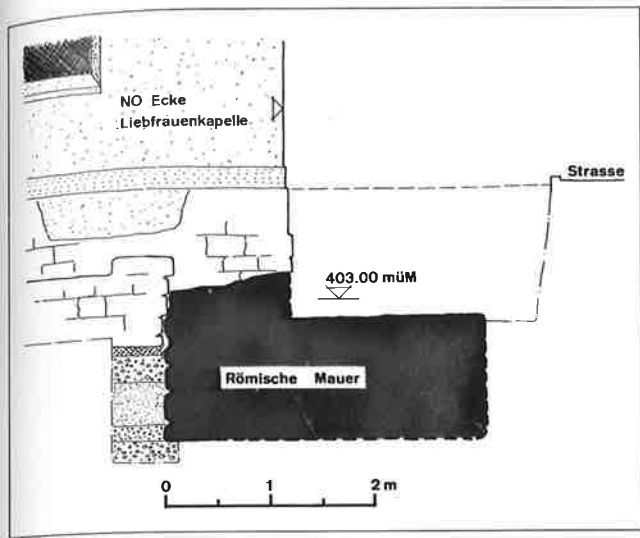 NO Ecke
Liebfrauenkapelle
Strasse
403.00 müM
Römische Mauer
0 1 2 m